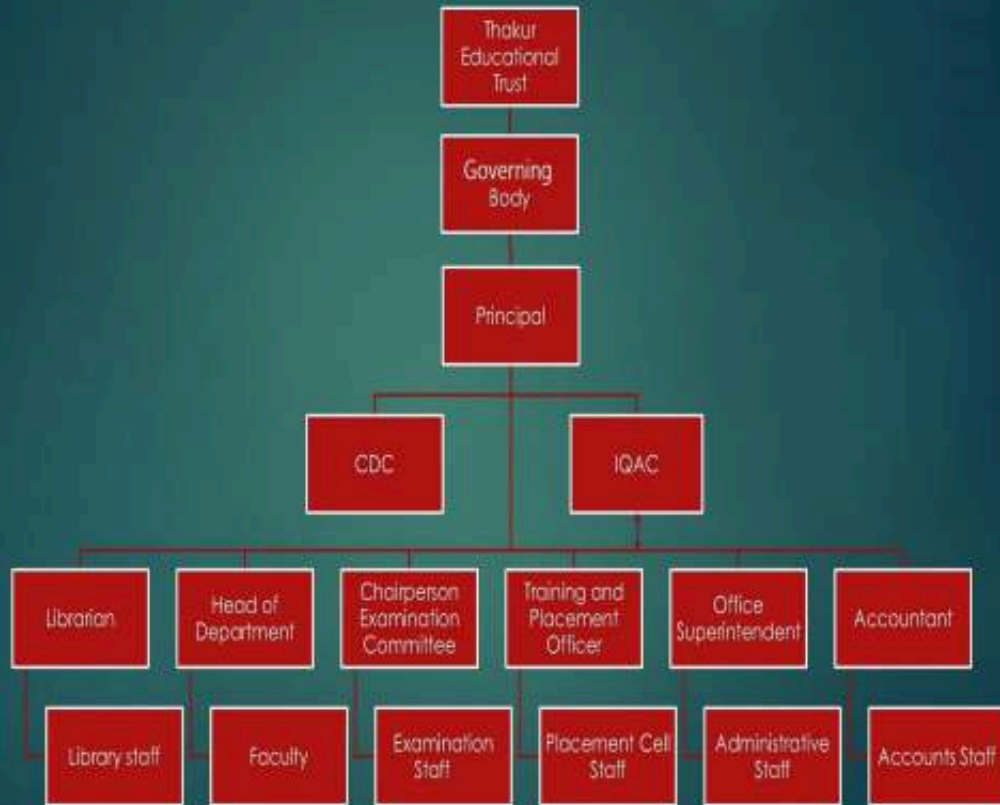 Thakur
Educational
Trust
Governing
Body
Principal
CDC
IQAC
Librarian
Head of
Department
Chairperson
Examination
Committee
Training and
Placement
Officer
Office
Superintendent
Accountant
Library staff
Faculty
Examination
Staff
Placement Cell
Staff
Administrative
Staff
Accounts Staff